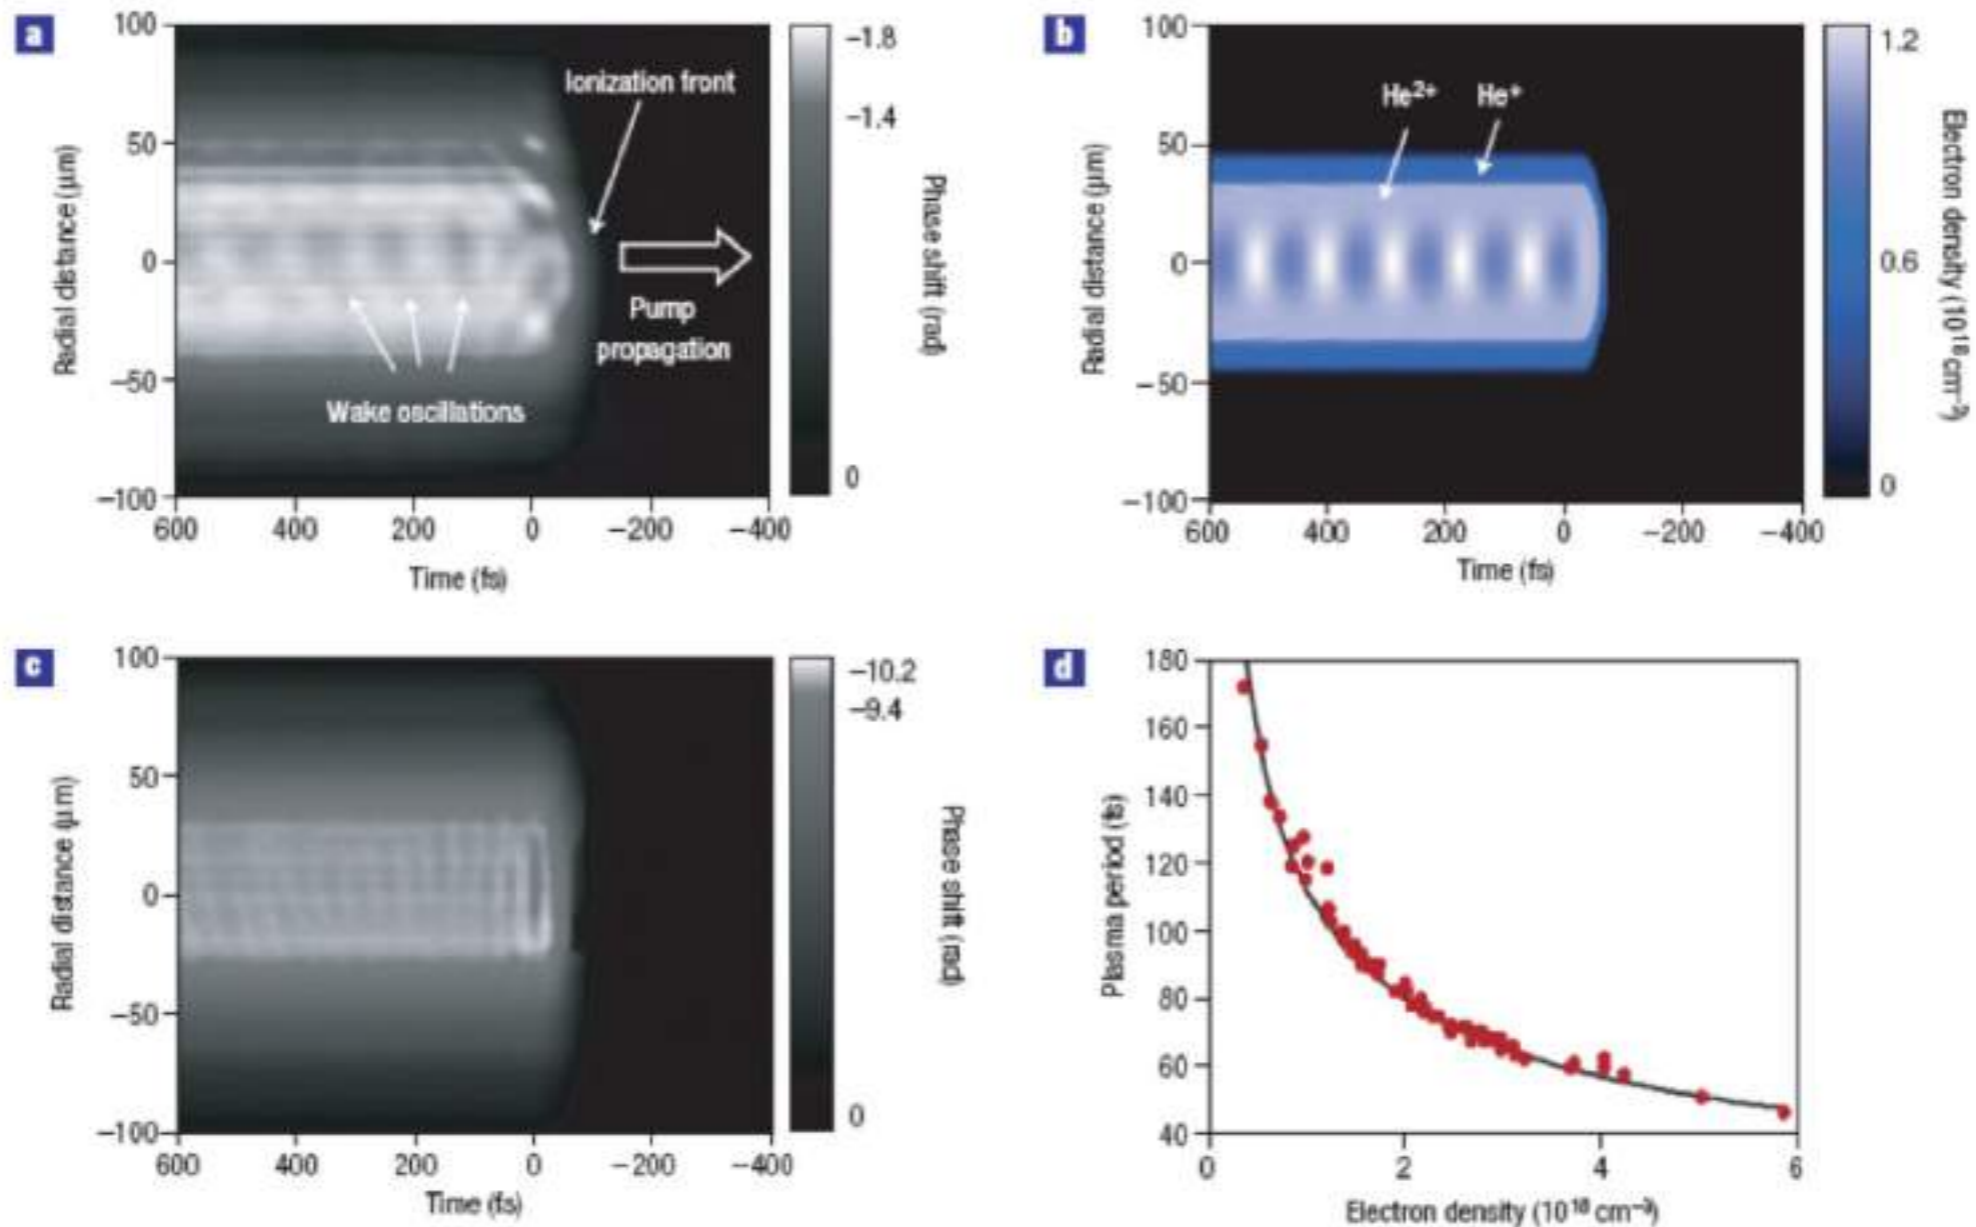 a
100
50
0
−50
−100
600
400
200
0
−200
−400
Radial distance (μm)
Time (fs)
Ionization front
Pump
propagation
Wake oscillations
−1.8
−1.4
0
Phase shift (rad)
b
100
50
0
−50
−100
600
400
200
0
−200
−400
Radial distance (μm)
Time (fs)
He²⁺
He⁺
1.2
0.6
0
Electron density (10¹⁸ cm⁻³)
c
100
50
0
−50
−100
600
400
200
0
−200
−400
Radial distance (μm)
Time (fs)
−10.2
−9.4
0
Phase shift (rad)
d
180
160
140
120
100
80
60
40
0
2
4
6
Plasma period (fs)
Electron density (10¹⁸ cm⁻³)